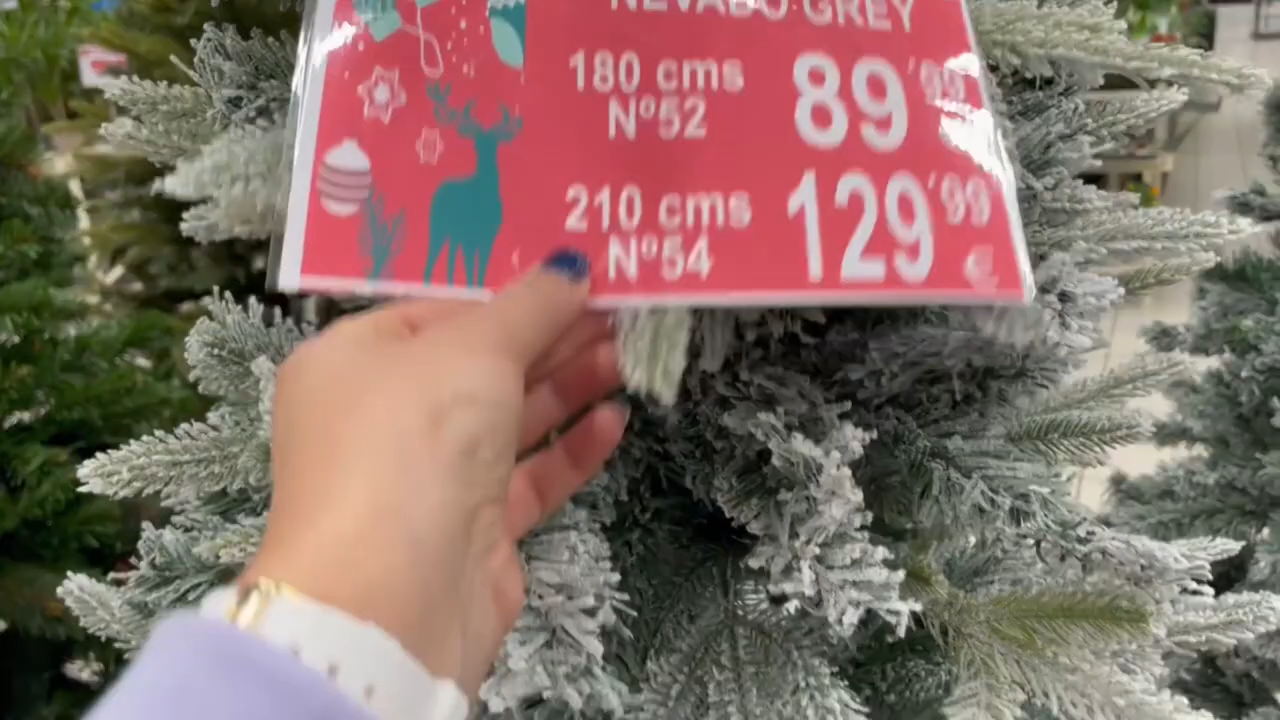 NEVADO GREY
180 cms
Nº52
89'99
210 cms
Nº54
129'99
€